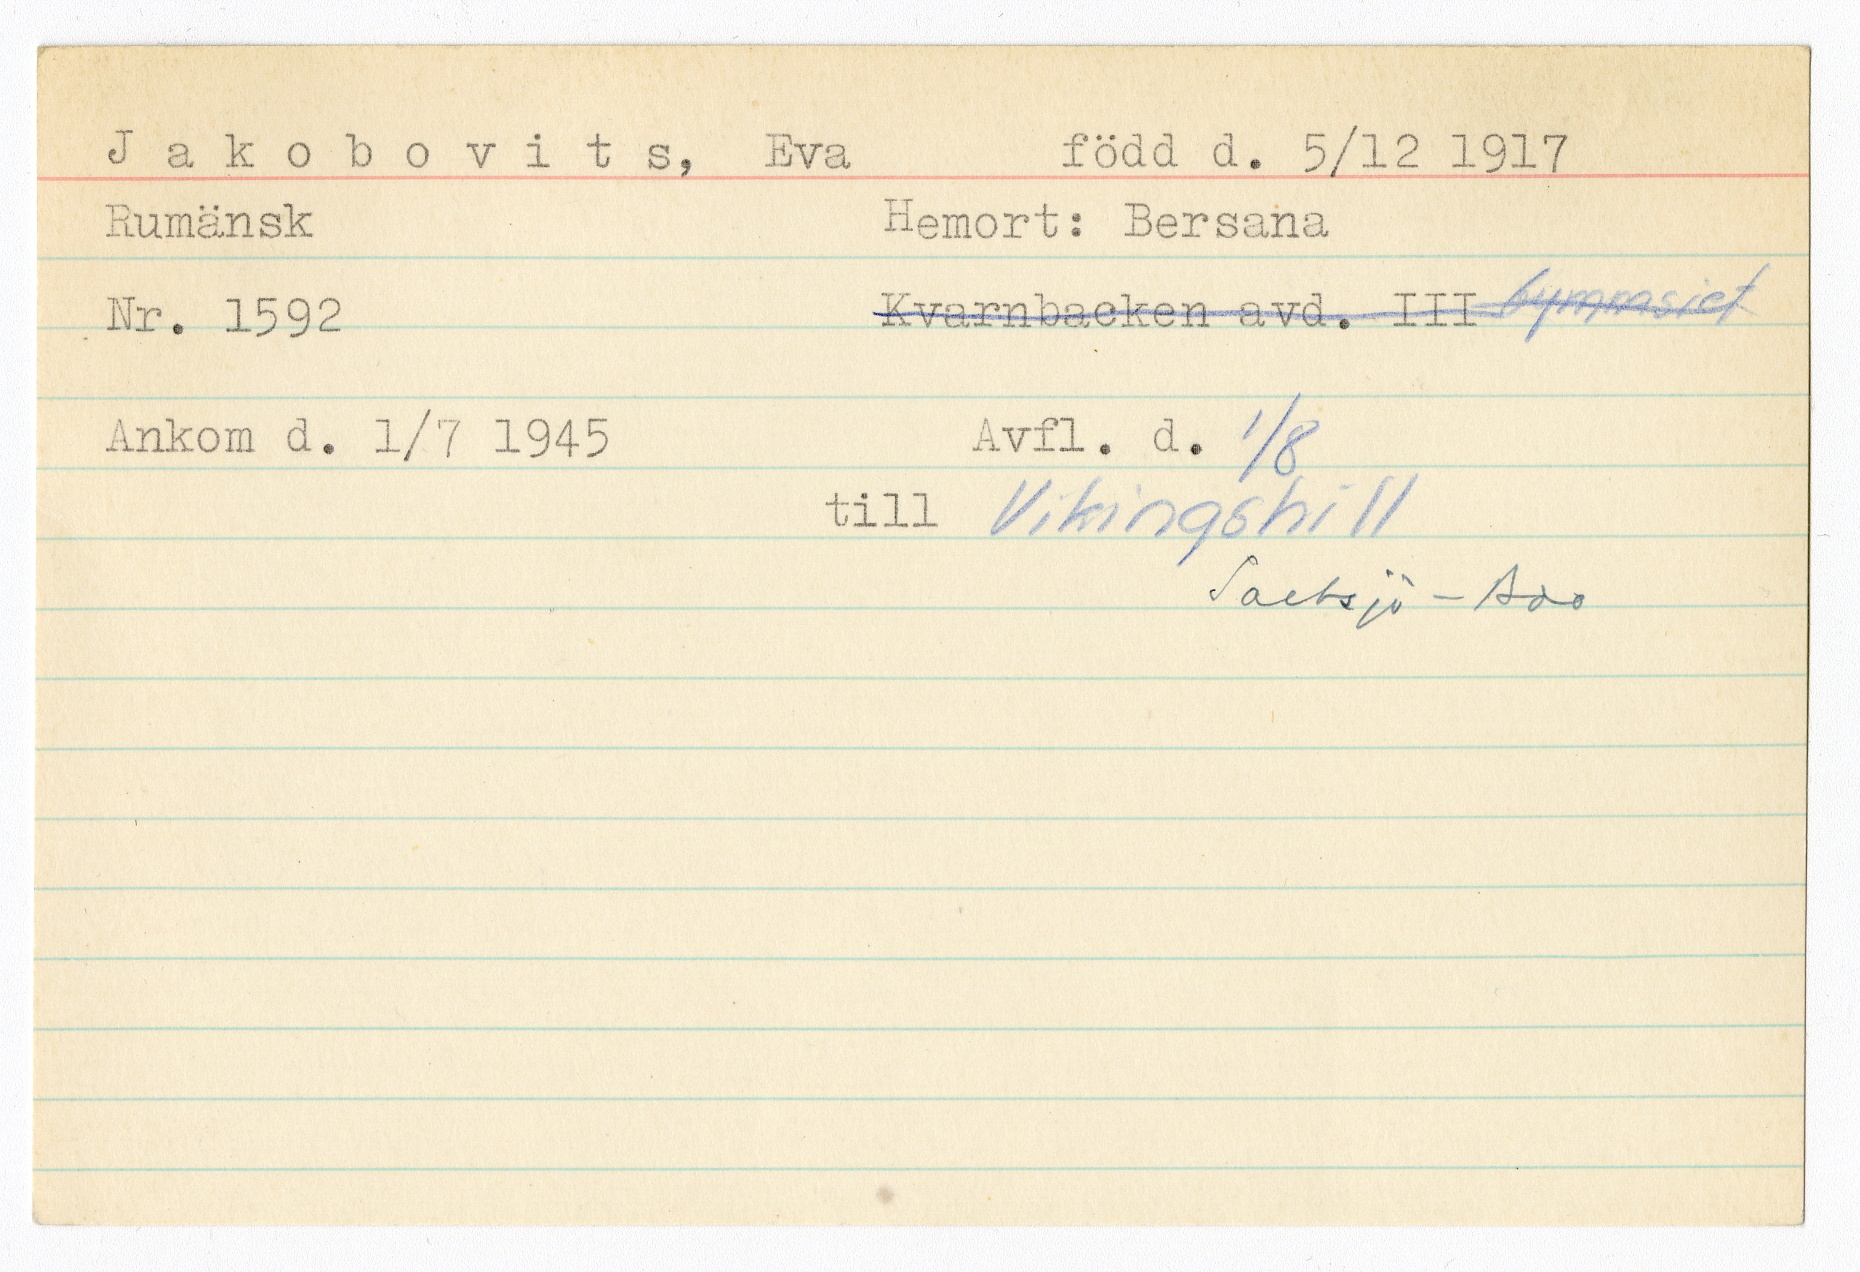 Jakobovits, Eva född d. 5/12 1917
Rumänsk Hemort: Bersana
Nr. 1592 Kvarnbacken avd. III Gymnasiet
Ankom d. 1/7 1945 Avfl. d. 1/8
till Vikingshill
Saltsjö-Boo